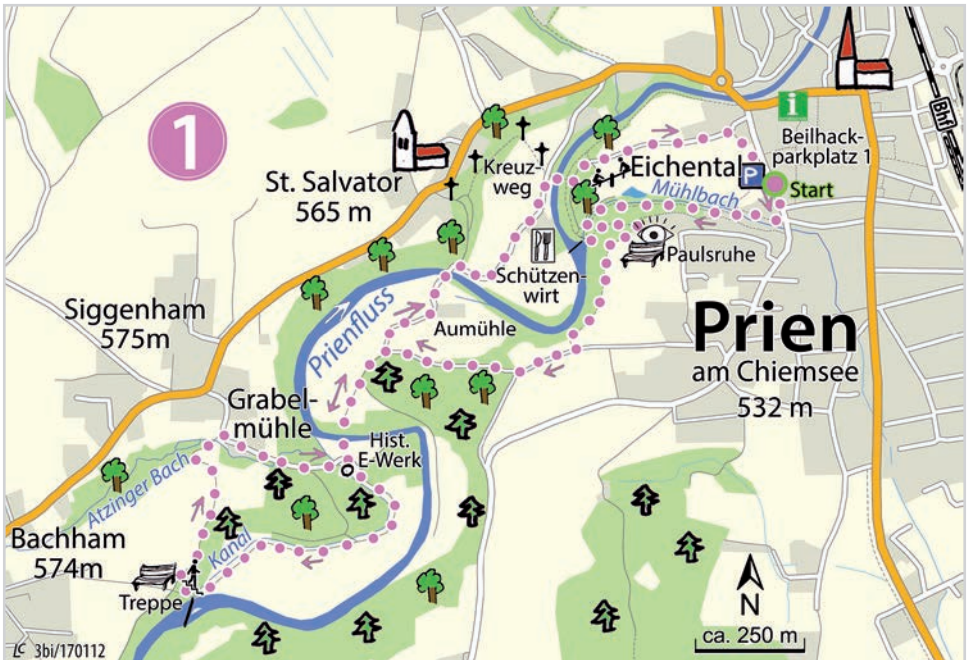 1
Bhf
i
Beilhack-
parkplatz 1
Kreuz-
weg
Eichental
P
Mühlbach
Start
St. Salvator
565 m
Paulsruhe
Schützen-
wirt
Siggenham
575m
Prienfluss
Aumühle
Prien
am Chiemsee
532 m
Grabel-
mühle
Hist.
E-Werk
Atzinger Bach
Bachham
574m
Kanal
Treppe
N
ca. 250 m
LC 3bi/170112